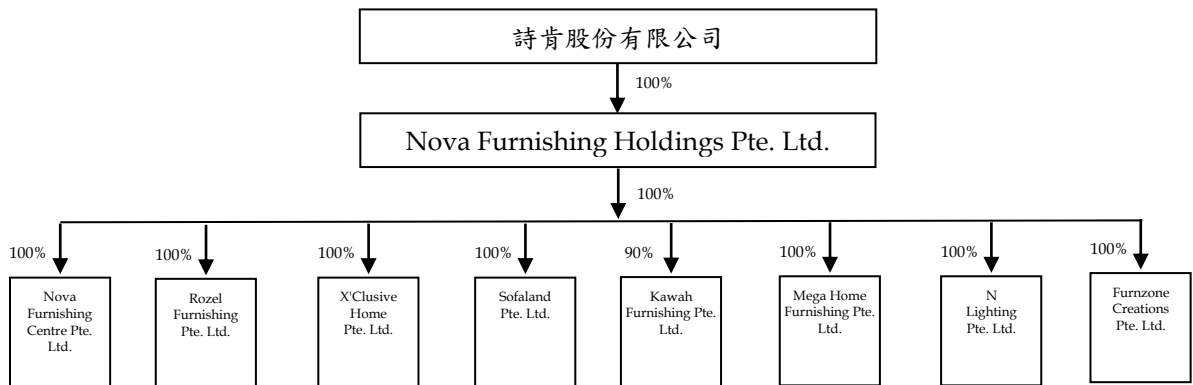 詩肯股份有限公司
100%
Nova Furnishing Holdings Pte. Ltd.
100%
100%
100%
100%
100%
90%
100%
100%
100%
Nova
Furnishing
Centre Pte.
Ltd.
Rozel
Furnishing
Pte. Ltd.
X'Clusive
Home
Pte. Ltd.
Sofaland
Pte. Ltd.
Kawah
Furnishing Pte.
Ltd.
Mega Home
Furnishing Pte.
Ltd.
N
Lighting
Pte. Ltd.
Furnzone
Creations
Pte. Ltd.